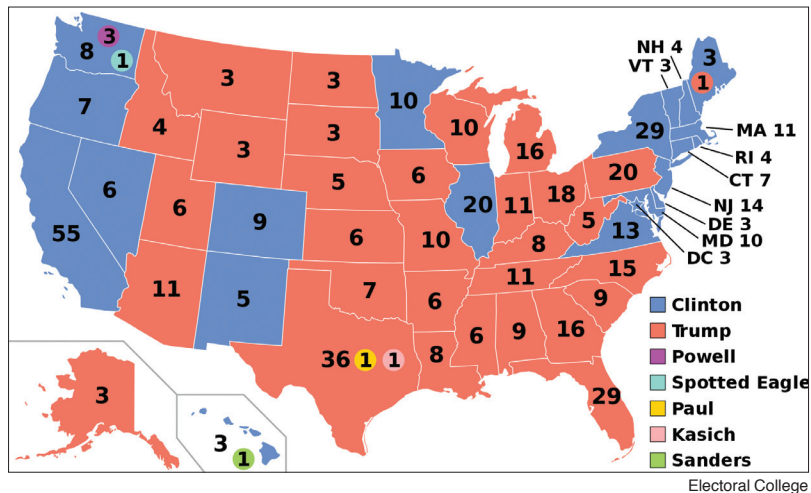 3
8
1
7
3
3
10
NH 4
VT 3
3
1
4
3
3
10
16
29
MA 11
RI 4
CT 7
6
6
9
5
6
20
11
18
20
NJ 14
DE 3
MD 10
DC 3
55
6
10
8
5
13
11
5
7
6
11
15
9
6
9
16
36 1 1
8
29
3
3
1
Clinton
Trump
Powell
Spotted Eagle
Paul
Kasich
Sanders
Electoral College